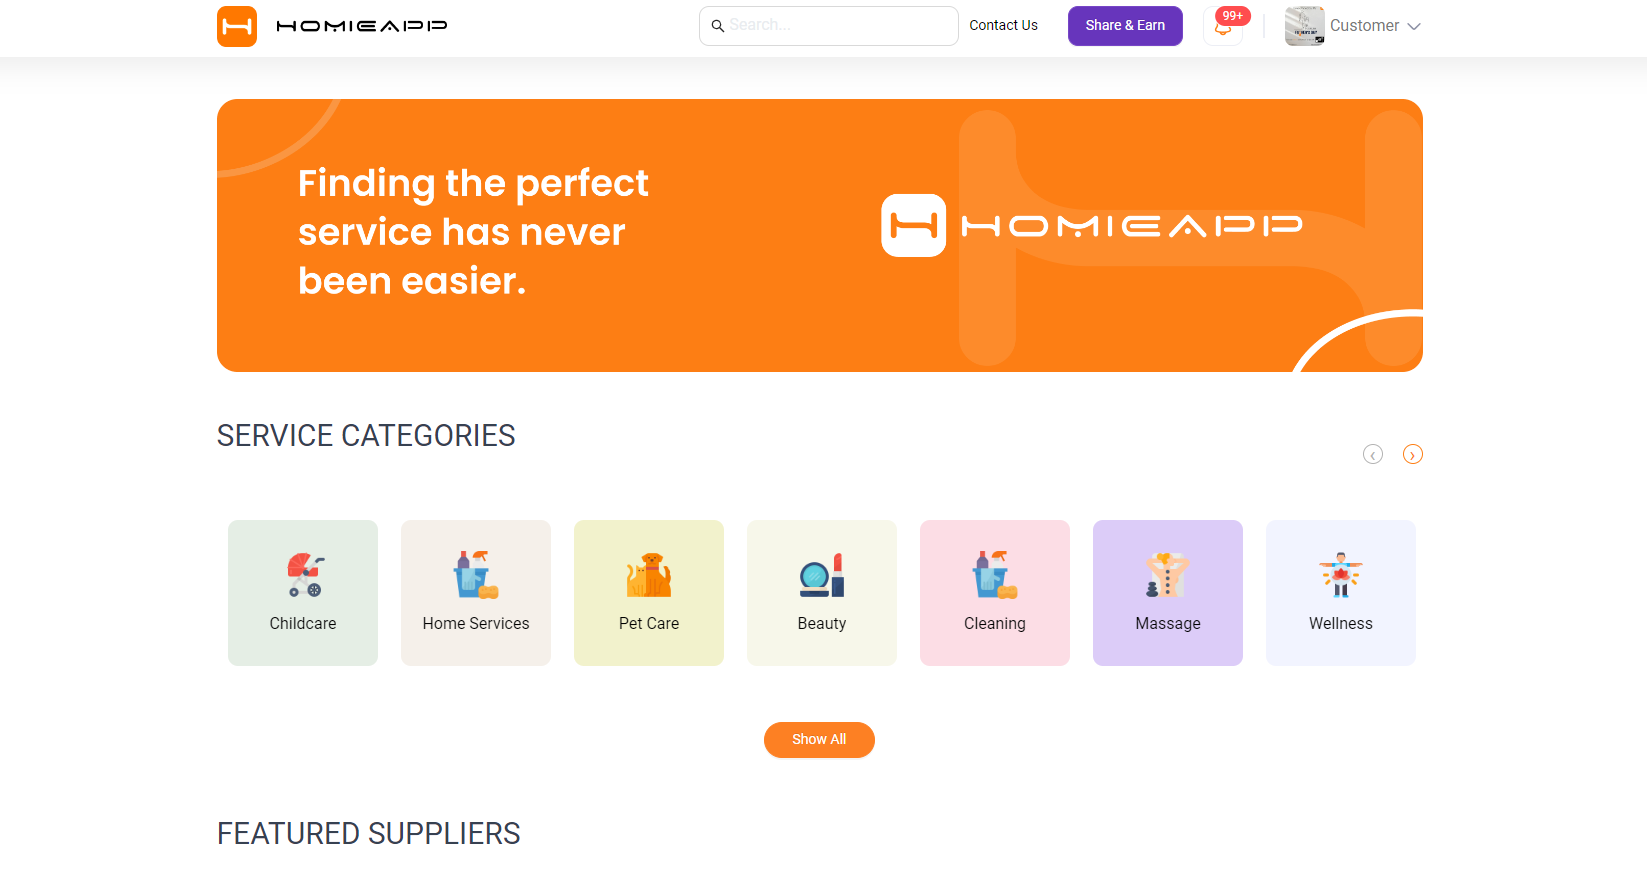 HOMIEAPP
Search...
Contact Us
Share & Earn
99+
Customer
Finding the perfect
service has never
been easier.
HOMIEAPP
SERVICE CATEGORIES
Childcare
Home Services
Pet Care
Beauty
Cleaning
Massage
Wellness
Show All
FEATURED SUPPLIERS